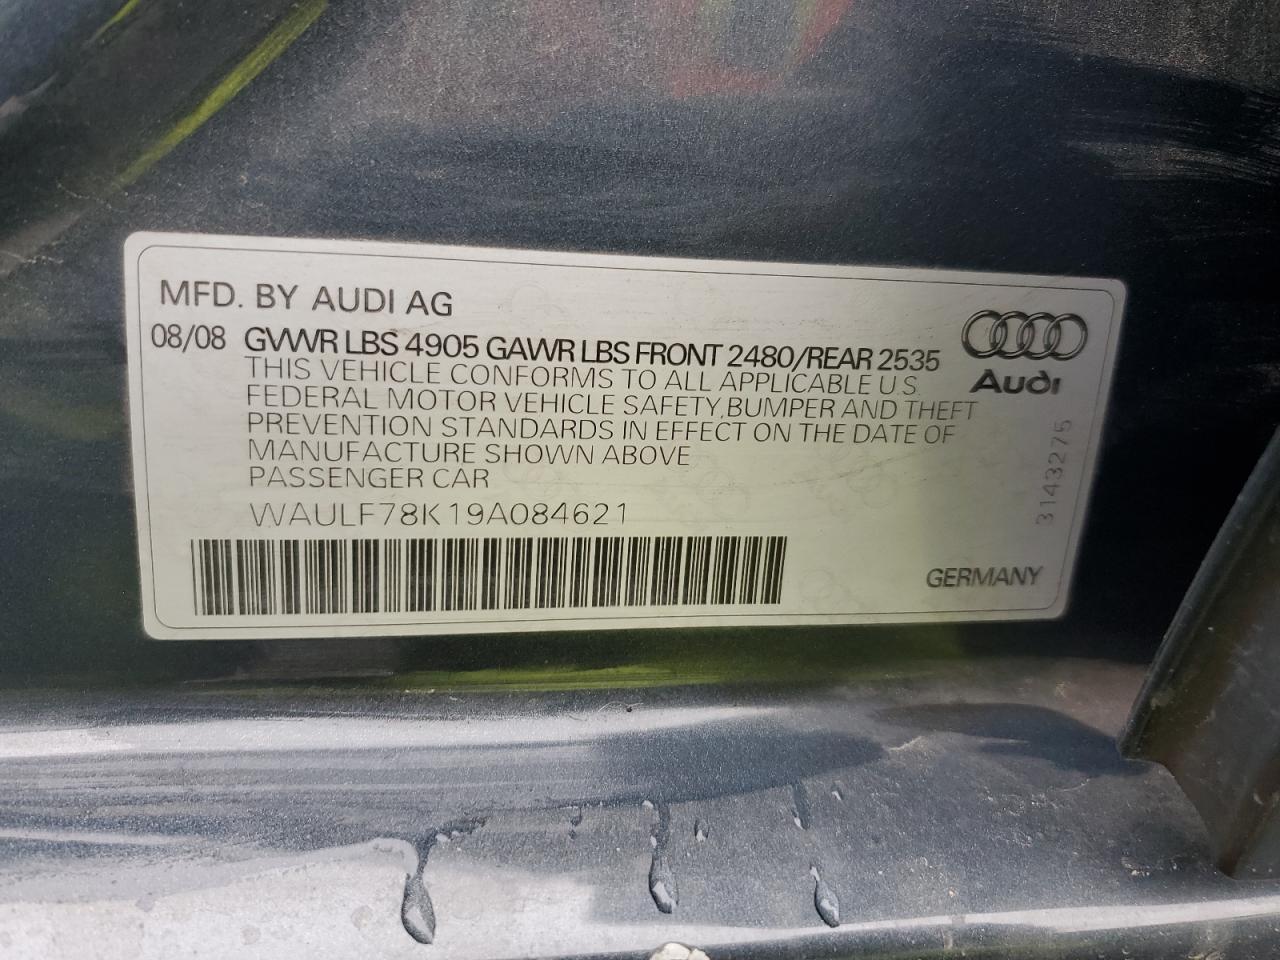 MFD. BY AUDI AG
08/08 GVWR LBS 4905 GAWR LBS FRONT 2480/REAR 2535
THIS VEHICLE CONFORMS TO ALL APPLICABLE U.S.
FEDERAL MOTOR VEHICLE SAFETY,BUMPER AND THEFT
PREVENTION STANDARDS IN EFFECT ON THE DATE OF
MANUFACTURE SHOWN ABOVE
PASSENGER CAR
WAULF78K19A084621
Audi
3143275
GERMANY